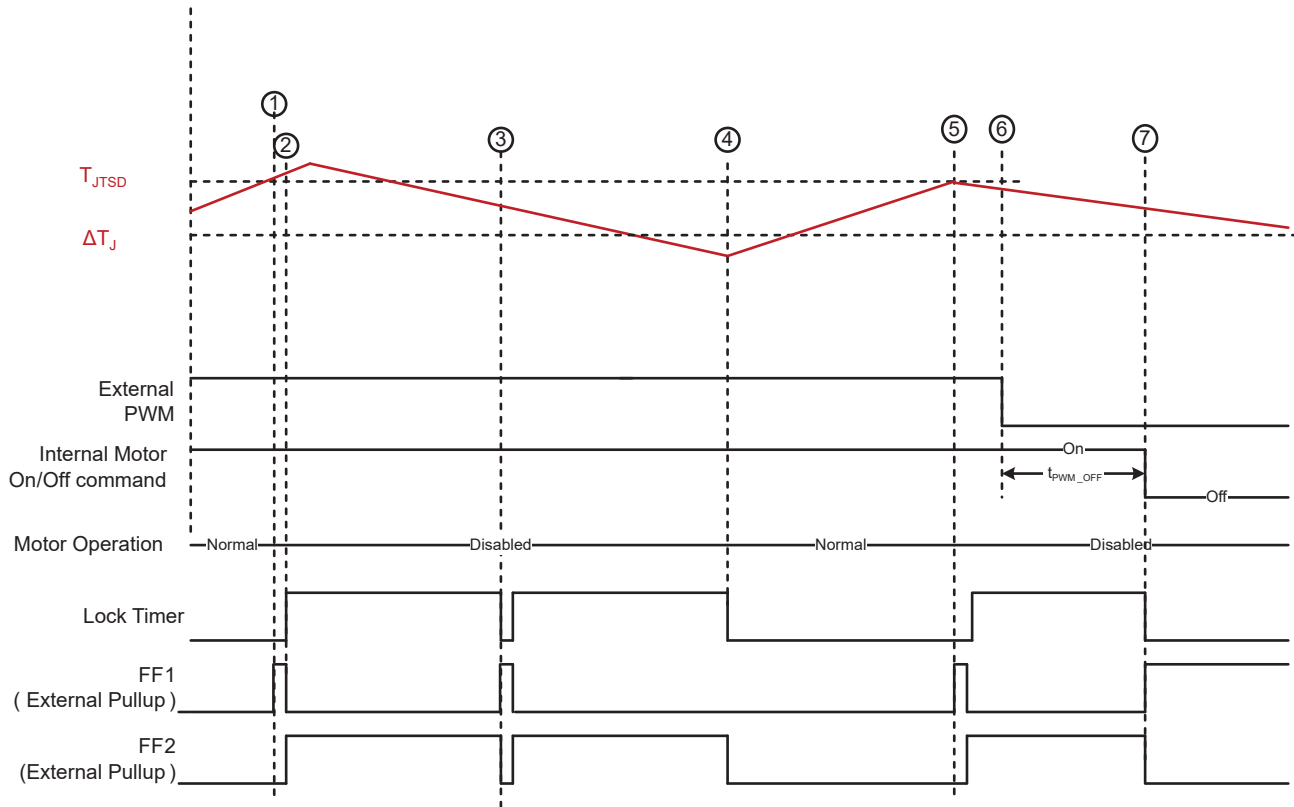 1
2
3
4
5
6
7
TJTSD
ΔTJ
External
PWM
Internal Motor
On/Off command
On
tPWM_OFF
Off
Motor Operation
Normal
Disabled
Normal
Disabled
Lock Timer
FF1
( External Pullup )
FF2
(External Pullup )